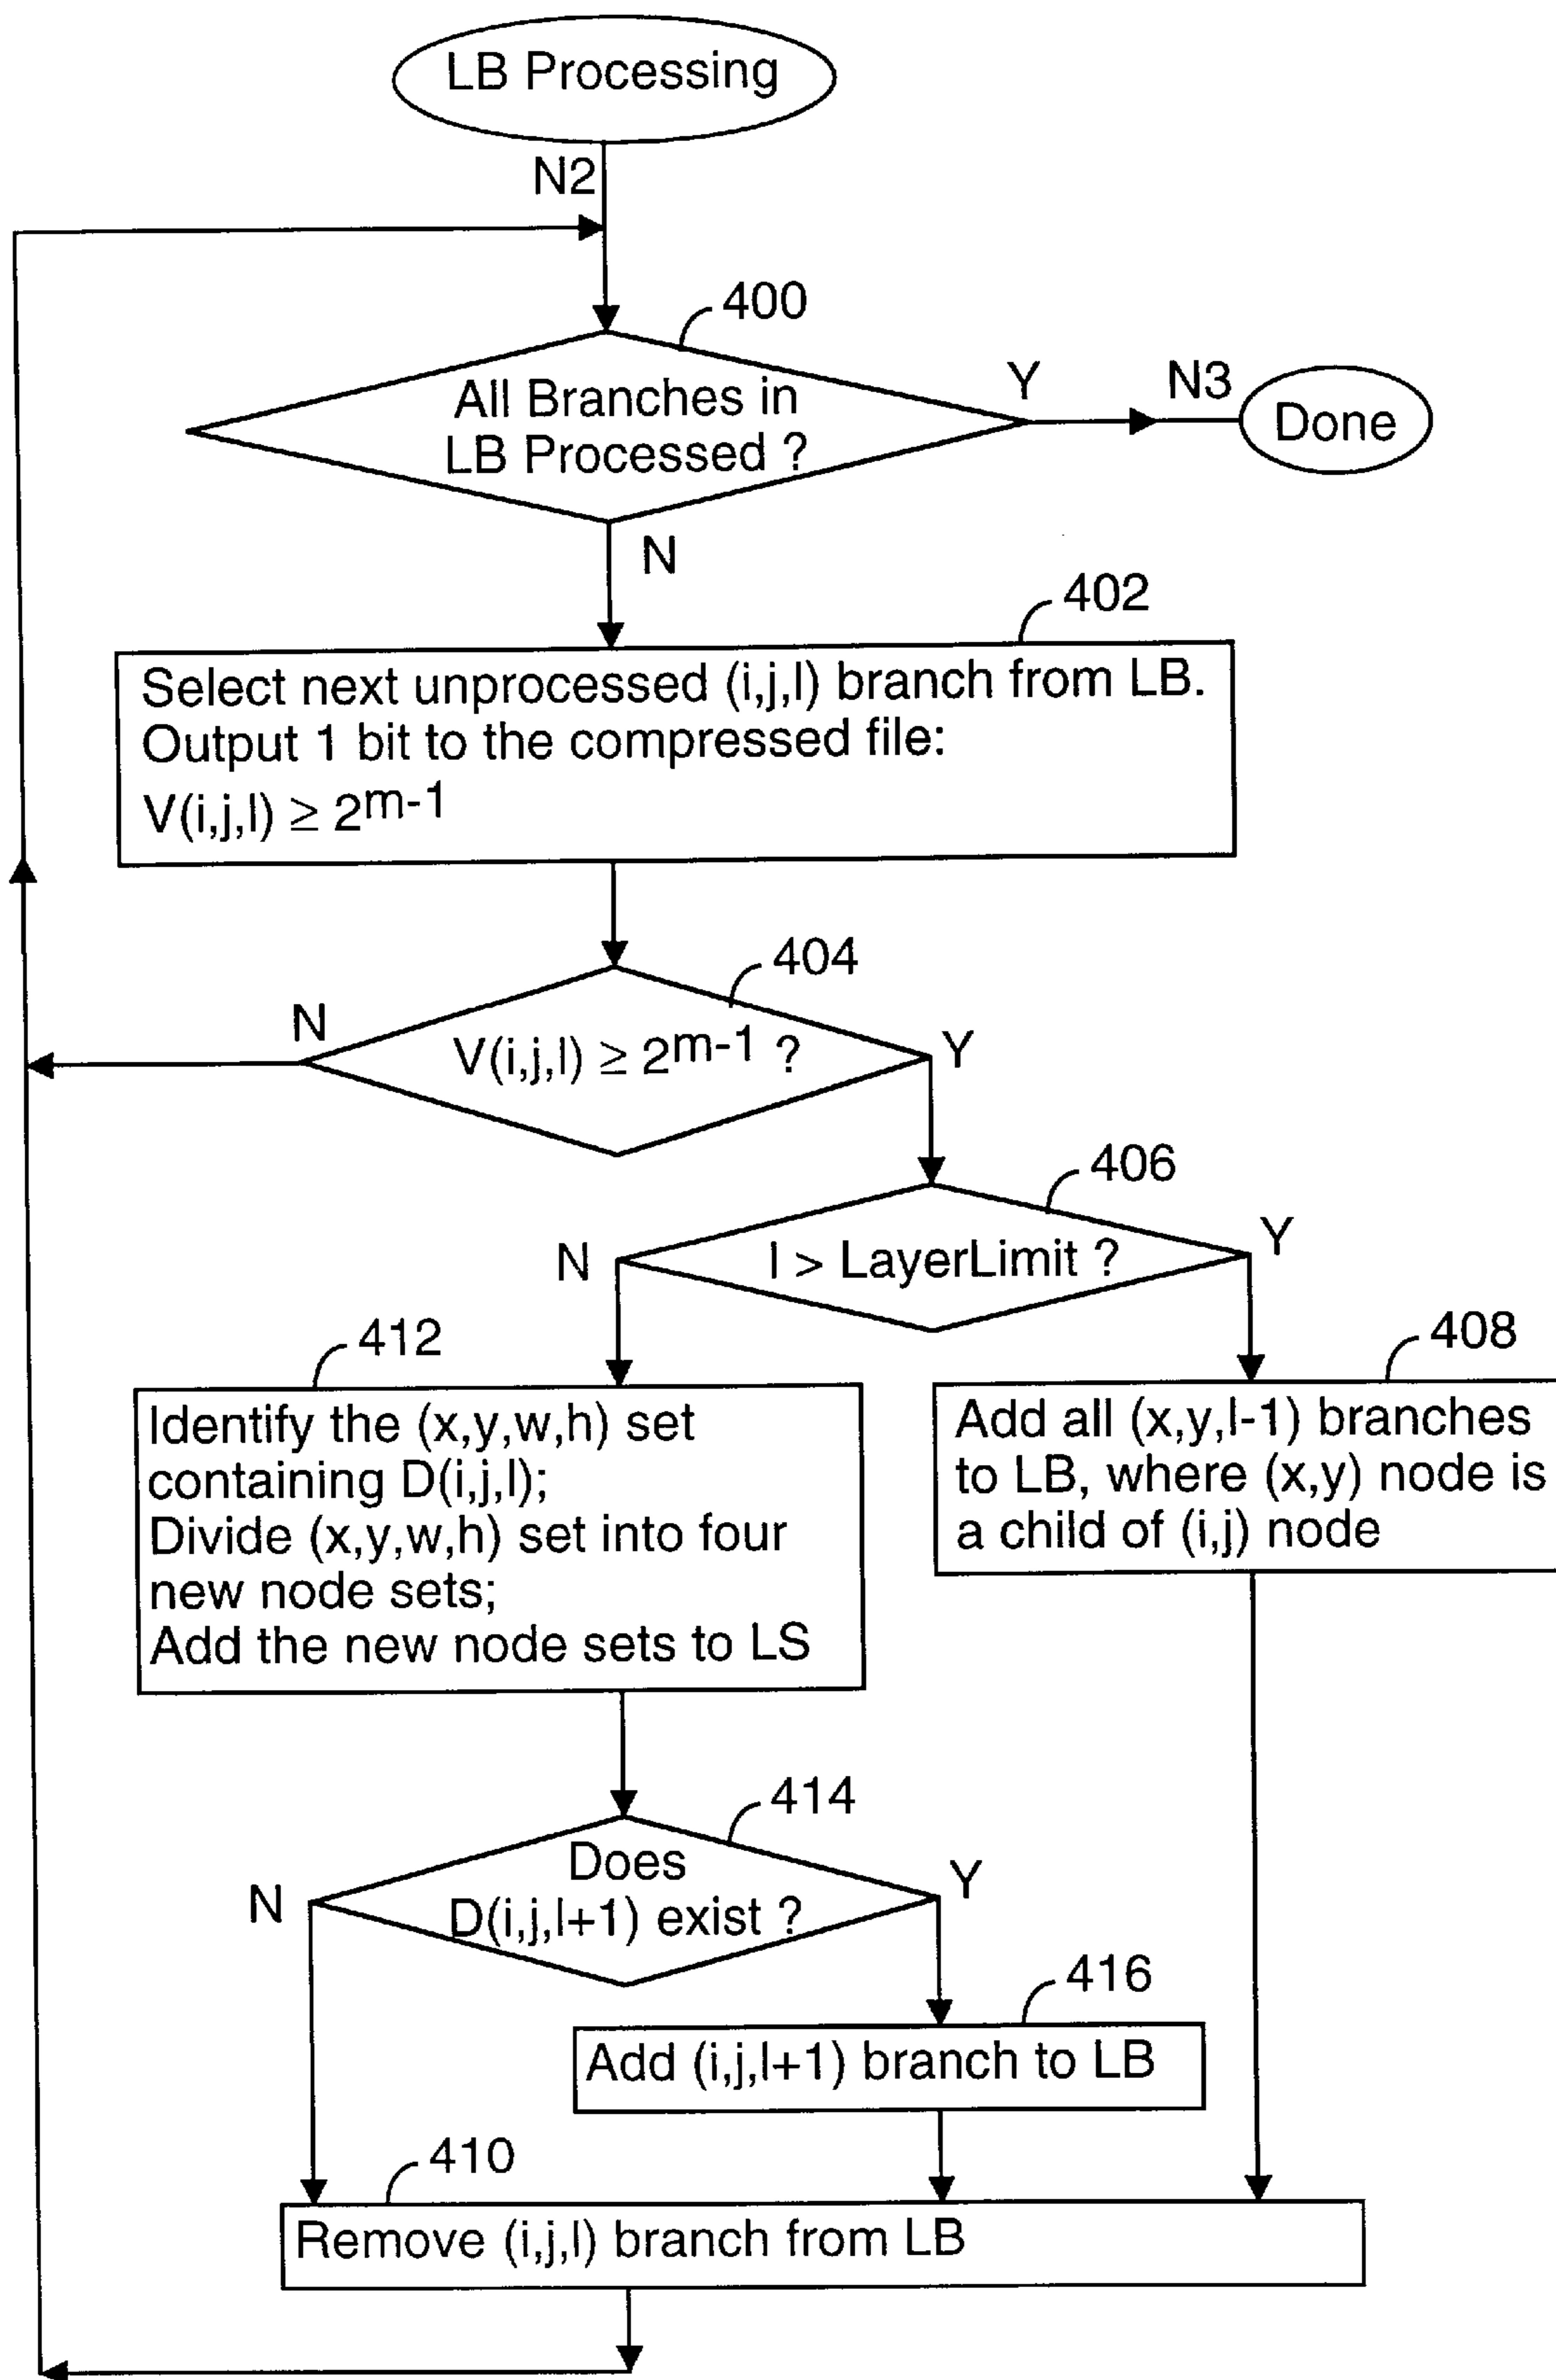 LB Processing
N2
400
All Branches in
LB Processed ?
Y
N3
Done
N
402
Select next unprocessed (i,j,l) branch from LB.
Output 1 bit to the compressed file:
V(i,j,l) ≥ 2^m-1
404
N
V(i,j,l) ≥ 2^m-1 ?
Y
406
N
l > LayerLimit ?
Y
412
408
Identify the (x,y,w,h) set
containing D(i,j,l);
Divide (x,y,w,h) set into four
new node sets;
Add the new node sets to LS
Add all (x,y,l-1) branches
to LB, where (x,y) node is
a child of (i,j) node
414
Does
D(i,j,l+1) exist ?
N
Y
416
Add (i,j,l+1) branch to LB
410
Remove (i,j,l) branch from LB